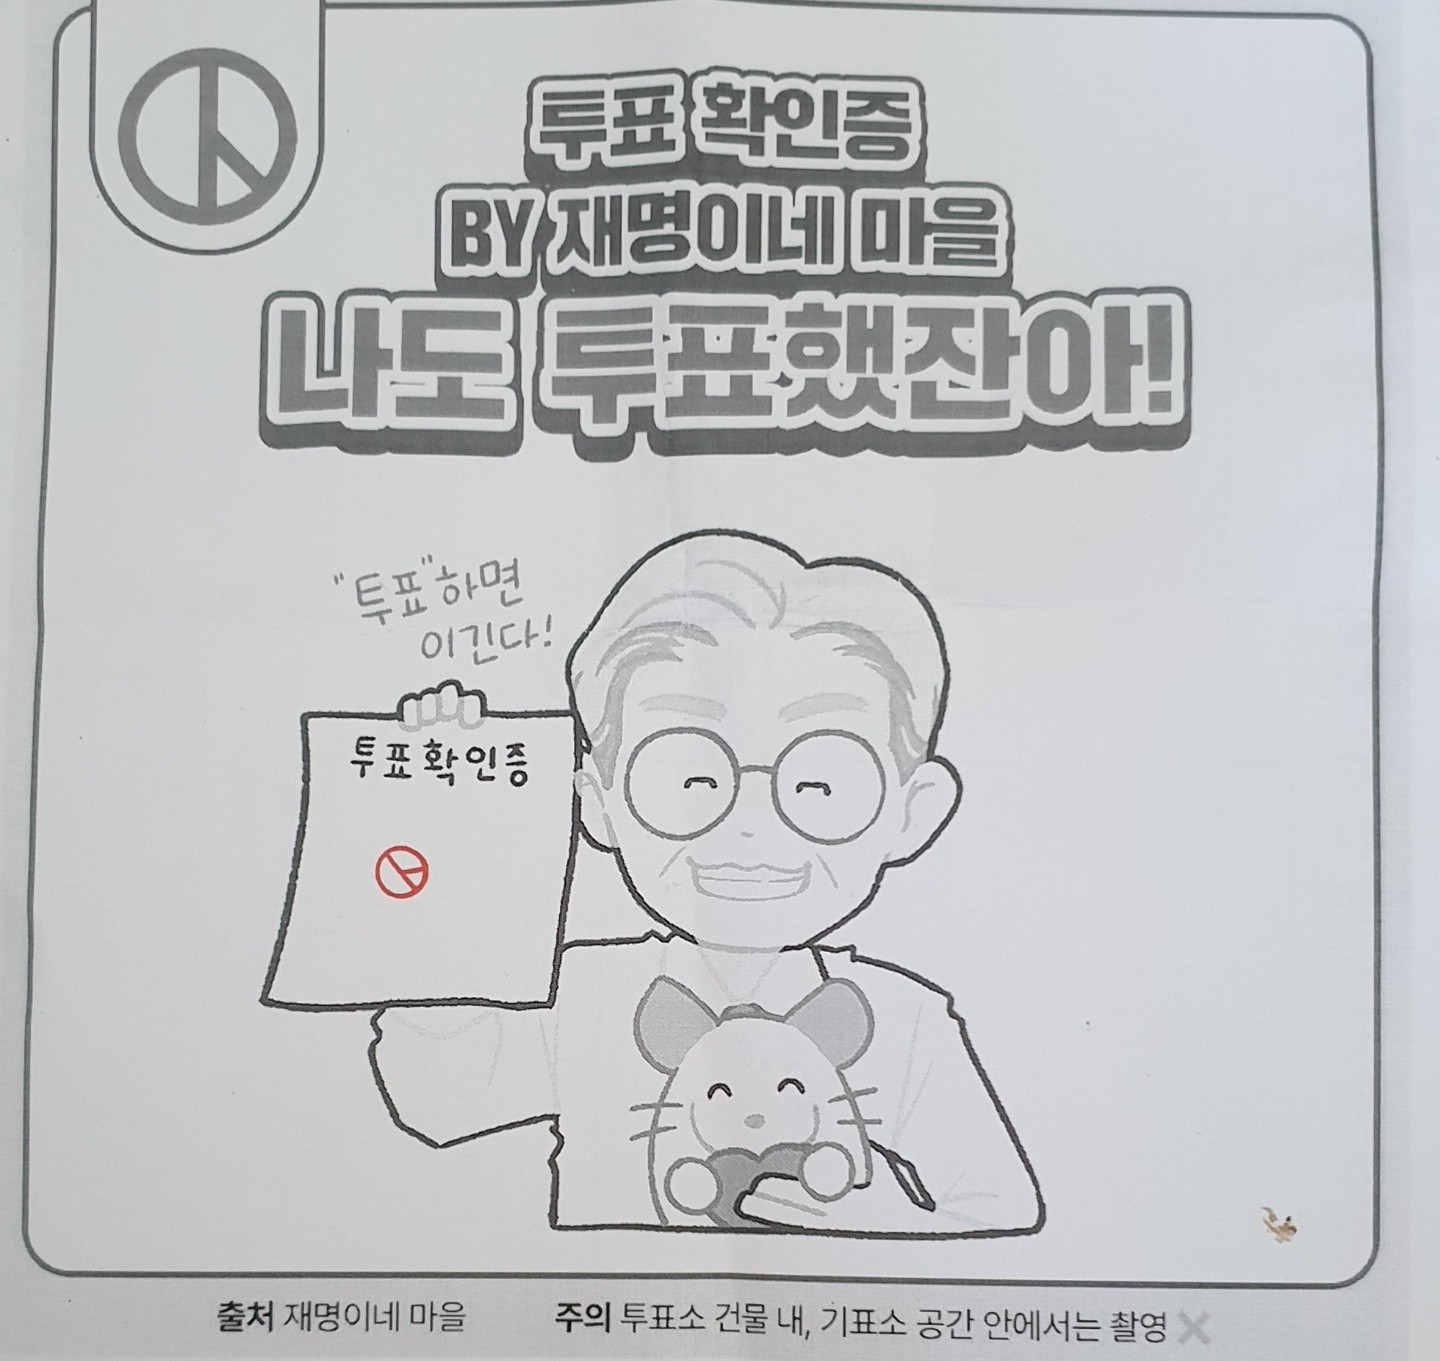 투표 확인증
BY 재명이네 마을
나도 투표했잖아!
"투표"하면
이긴다!
투표확인증
출처 재명이네 마을
주의 투표소 건물 내, 기표소 공간 안에서는 촬영 X